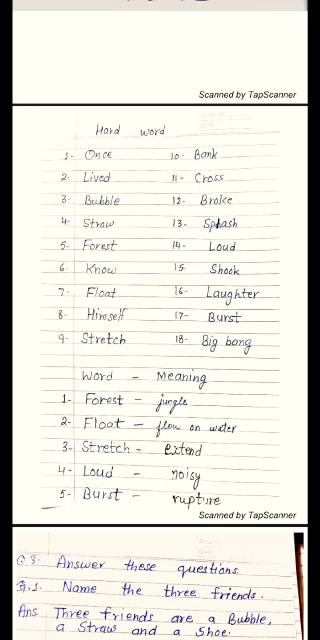 Scanned by TapScanner
Hard word
1- Once 10- Bank
2- Lived 11- Cross
3- Bubble 12- Broke
4- Straw 13- Splash
5- Forest 14- Loud
6- Know 15- Shook
7- Float 16- Laughter
8- Himself 17- Burst
9- Stretch 18- Big bang
Word - Meaning
1- Forest - jungle
2- Float - flow on water
3- Stretch - extend
4- Loud - noisy
5- Burst - rupture
Scanned by TapScanner
Q3. Answer these questions.
Q.1. Name the three friends.
Ans Three friends are a Bubble,
a Straw and a Shoe.